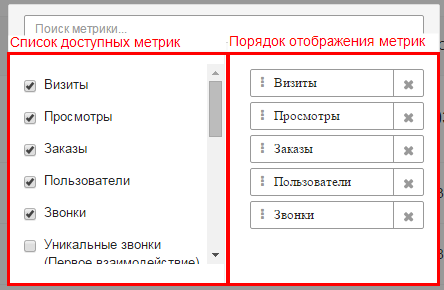 Поиск метрики...
Список доступных метрик
Порядок отображения метрик
Визиты
Просмотры
Заказы
Пользователи
Звонки
Уникальные звонки
(Первое взаимодействие)
Визиты
Просмотры
Заказы
Пользователи
Звонки